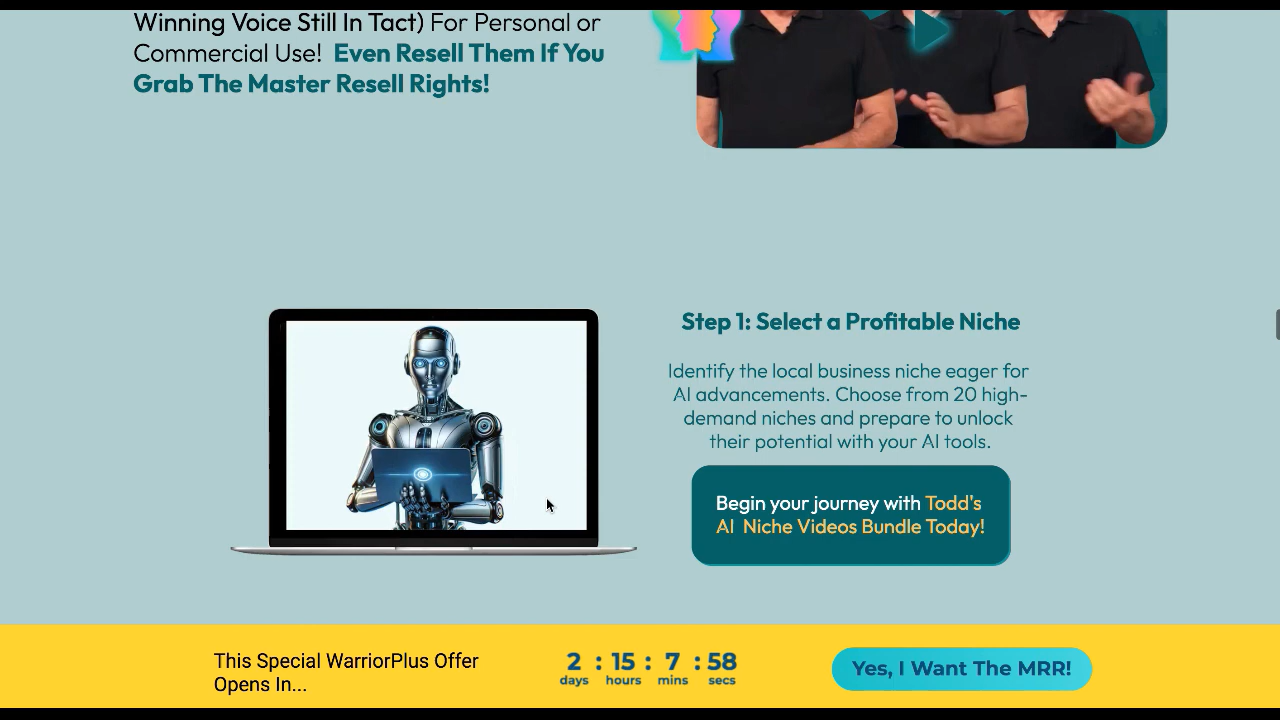 Winning Voice Still In Tact) For Personal or
Commercial Use!  Even Resell Them If You
Grab The Master Resell Rights!
Step 1: Select a Profitable Niche
Identify the local business niche eager for
AI advancements. Choose from 20 high-
demand niches and prepare to unlock
their potential with your AI tools.
Begin your journey with Todd's
AI  Niche Videos Bundle Today!
This Special WarriorPlus Offer
Opens In...
2 : 15 : 7 : 58
days hours mins secs
Yes, I Want The MRR!